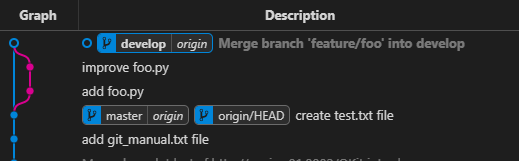 Graph Description
develop origin Merge branch 'feature/foo' into develop
improve foo.py
add foo.py
master origin origin/HEAD create test.txt file
add git_manual.txt file